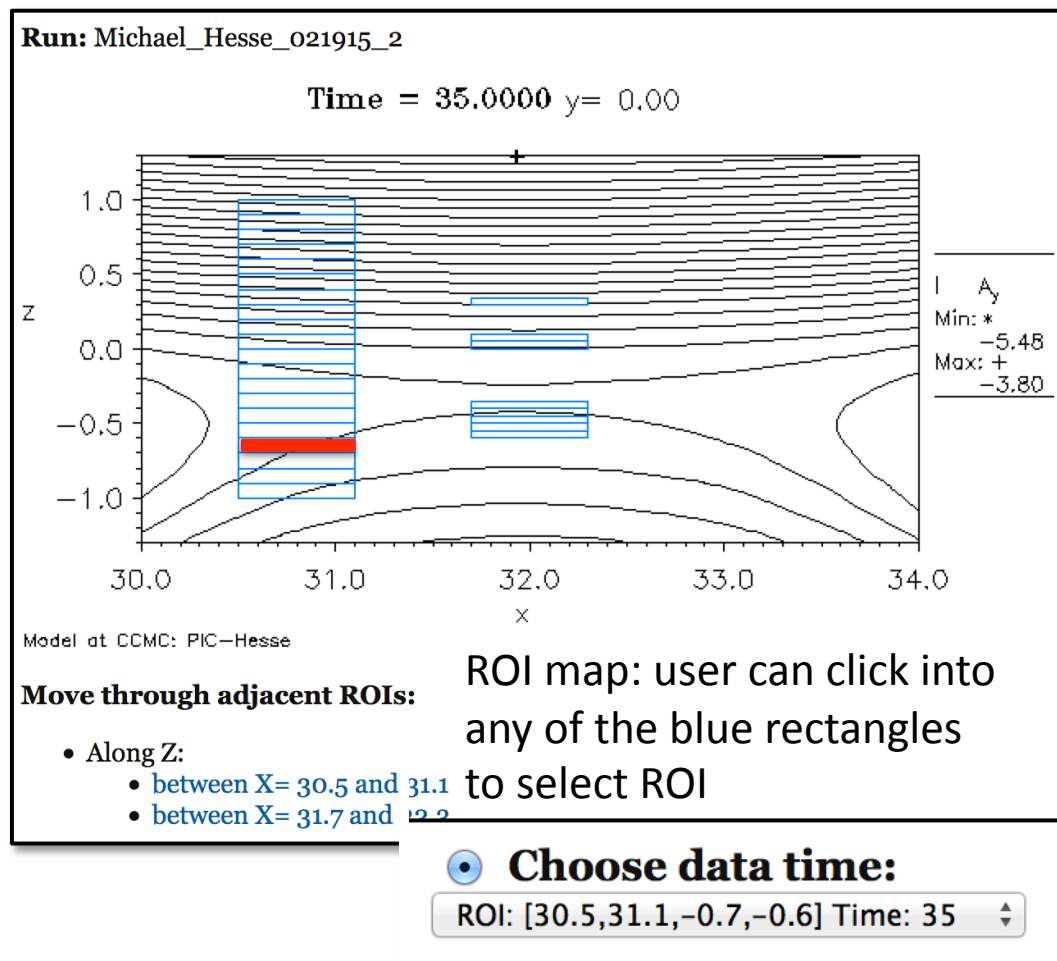 Run: Michael_Hesse_021915_2
Time = 35.0000 y= 0.00
1.0
0.5
0.0
−0.5
−1.0
Z
30.0 31.0 32.0 33.0 34.0
X
| Ay
Min: *
−5.48
Max: +
−3.80
Model at CCMC: PIC−Hesse
Move through adjacent ROIs:
• Along Z:
• between X= 30.5 and 31.1
• between X= 31.7 and
ROI map: user can click into
any of the blue rectangles
to select ROI
Choose data time:
ROI: [30.5,31.1,−0.7,−0.6] Time: 35